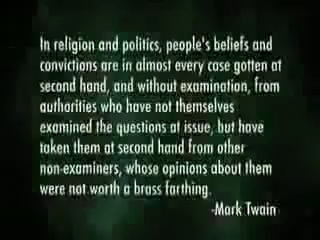 In religion and politics, people's beliefs and
convictions are in almost every case gotten at
second hand, and without examination, from
authorities who have not themselves
examined the questions at issue, but have
taken them at second hand from other
non-examiners, whose opinions about them
were not worth a brass farthing.
-Mark Twain